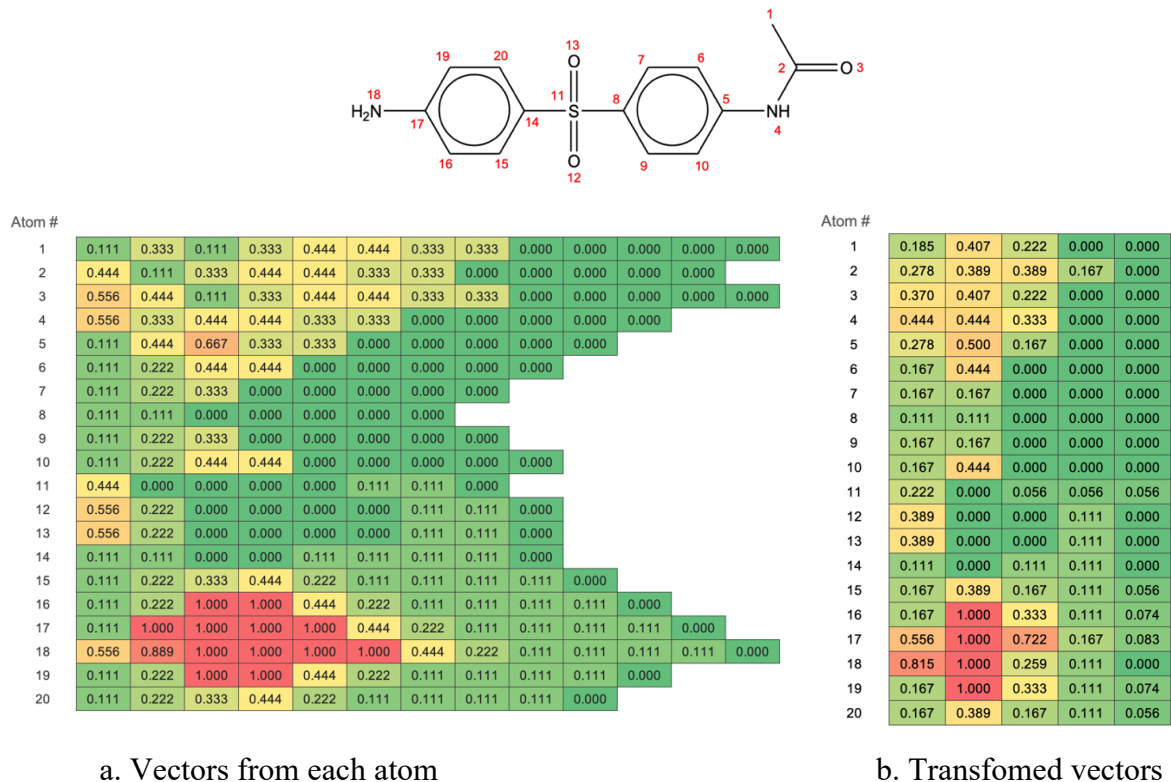 1
13
19
20
7
6
O
2
O
3
18
11
H₂N
S
8
5
NH
17
14
4
O
16
15
12
9
10
Atom #
1 0.111 0.333 0.111 0.333 0.444 0.444 0.333 0.333 0.000 0.000 0.000 0.000 0.000
2 0.444 0.111 0.333 0.444 0.444 0.333 0.333 0.000 0.000 0.000 0.000 0.000
3 0.556 0.444 0.111 0.333 0.444 0.444 0.333 0.333 0.000 0.000 0.000 0.000 0.000
4 0.556 0.333 0.444 0.444 0.333 0.333 0.000 0.000 0.000 0.000 0.000
5 0.111 0.444 0.667 0.333 0.333 0.000 0.000 0.000 0.000 0.000
6 0.111 0.222 0.444 0.444 0.000 0.000 0.000 0.000 0.000
7 0.111 0.222 0.333 0.000 0.000 0.000 0.000 0.000
8 0.111 0.111 0.000 0.000 0.000 0.000 0.000
9 0.111 0.222 0.333 0.000 0.000 0.000 0.000 0.000
10 0.111 0.222 0.444 0.444 0.000 0.000 0.000 0.000 0.000
11 0.444 0.000 0.000 0.000 0.000 0.111 0.111 0.000
12 0.556 0.222 0.000 0.000 0.000 0.000 0.111 0.111 0.000
13 0.556 0.222 0.000 0.000 0.000 0.000 0.111 0.111 0.000
14 0.111 0.111 0.000 0.000 0.111 0.111 0.111 0.111 0.000
15 0.111 0.222 0.333 0.444 0.222 0.111 0.111 0.111 0.111 0.000
16 0.111 0.222 1.000 1.000 0.444 0.222 0.111 0.111 0.111 0.111 0.000
17 0.111 1.000 1.000 1.000 1.000 0.444 0.222 0.111 0.111 0.111 0.111 0.000
18 0.556 0.889 1.000 1.000 1.000 1.000 0.444 0.222 0.111 0.111 0.111 0.111 0.000
19 0.111 0.222 1.000 1.000 0.444 0.222 0.111 0.111 0.111 0.111 0.000
20 0.111 0.222 0.333 0.444 0.222 0.111 0.111 0.111 0.111 0.000
a. Vectors from each atom
Atom #
1 0.185 0.407 0.222 0.000 0.000
2 0.278 0.389 0.389 0.167 0.000
3 0.370 0.407 0.222 0.000 0.000
4 0.444 0.444 0.333 0.000 0.000
5 0.278 0.500 0.167 0.000 0.000
6 0.167 0.444 0.000 0.000 0.000
7 0.167 0.167 0.000 0.000 0.000
8 0.111 0.111 0.000 0.000 0.000
9 0.167 0.167 0.000 0.000 0.000
10 0.167 0.444 0.000 0.000 0.000
11 0.222 0.000 0.056 0.056 0.056
12 0.389 0.000 0.000 0.111 0.000
13 0.389 0.000 0.000 0.111 0.000
14 0.111 0.000 0.111 0.111 0.000
15 0.167 0.389 0.167 0.111 0.056
16 0.167 1.000 0.333 0.111 0.074
17 0.556 1.000 0.722 0.167 0.083
18 0.815 1.000 0.259 0.111 0.000
19 0.167 1.000 0.333 0.111 0.074
20 0.167 0.389 0.167 0.111 0.056
b. Transfomed vectors